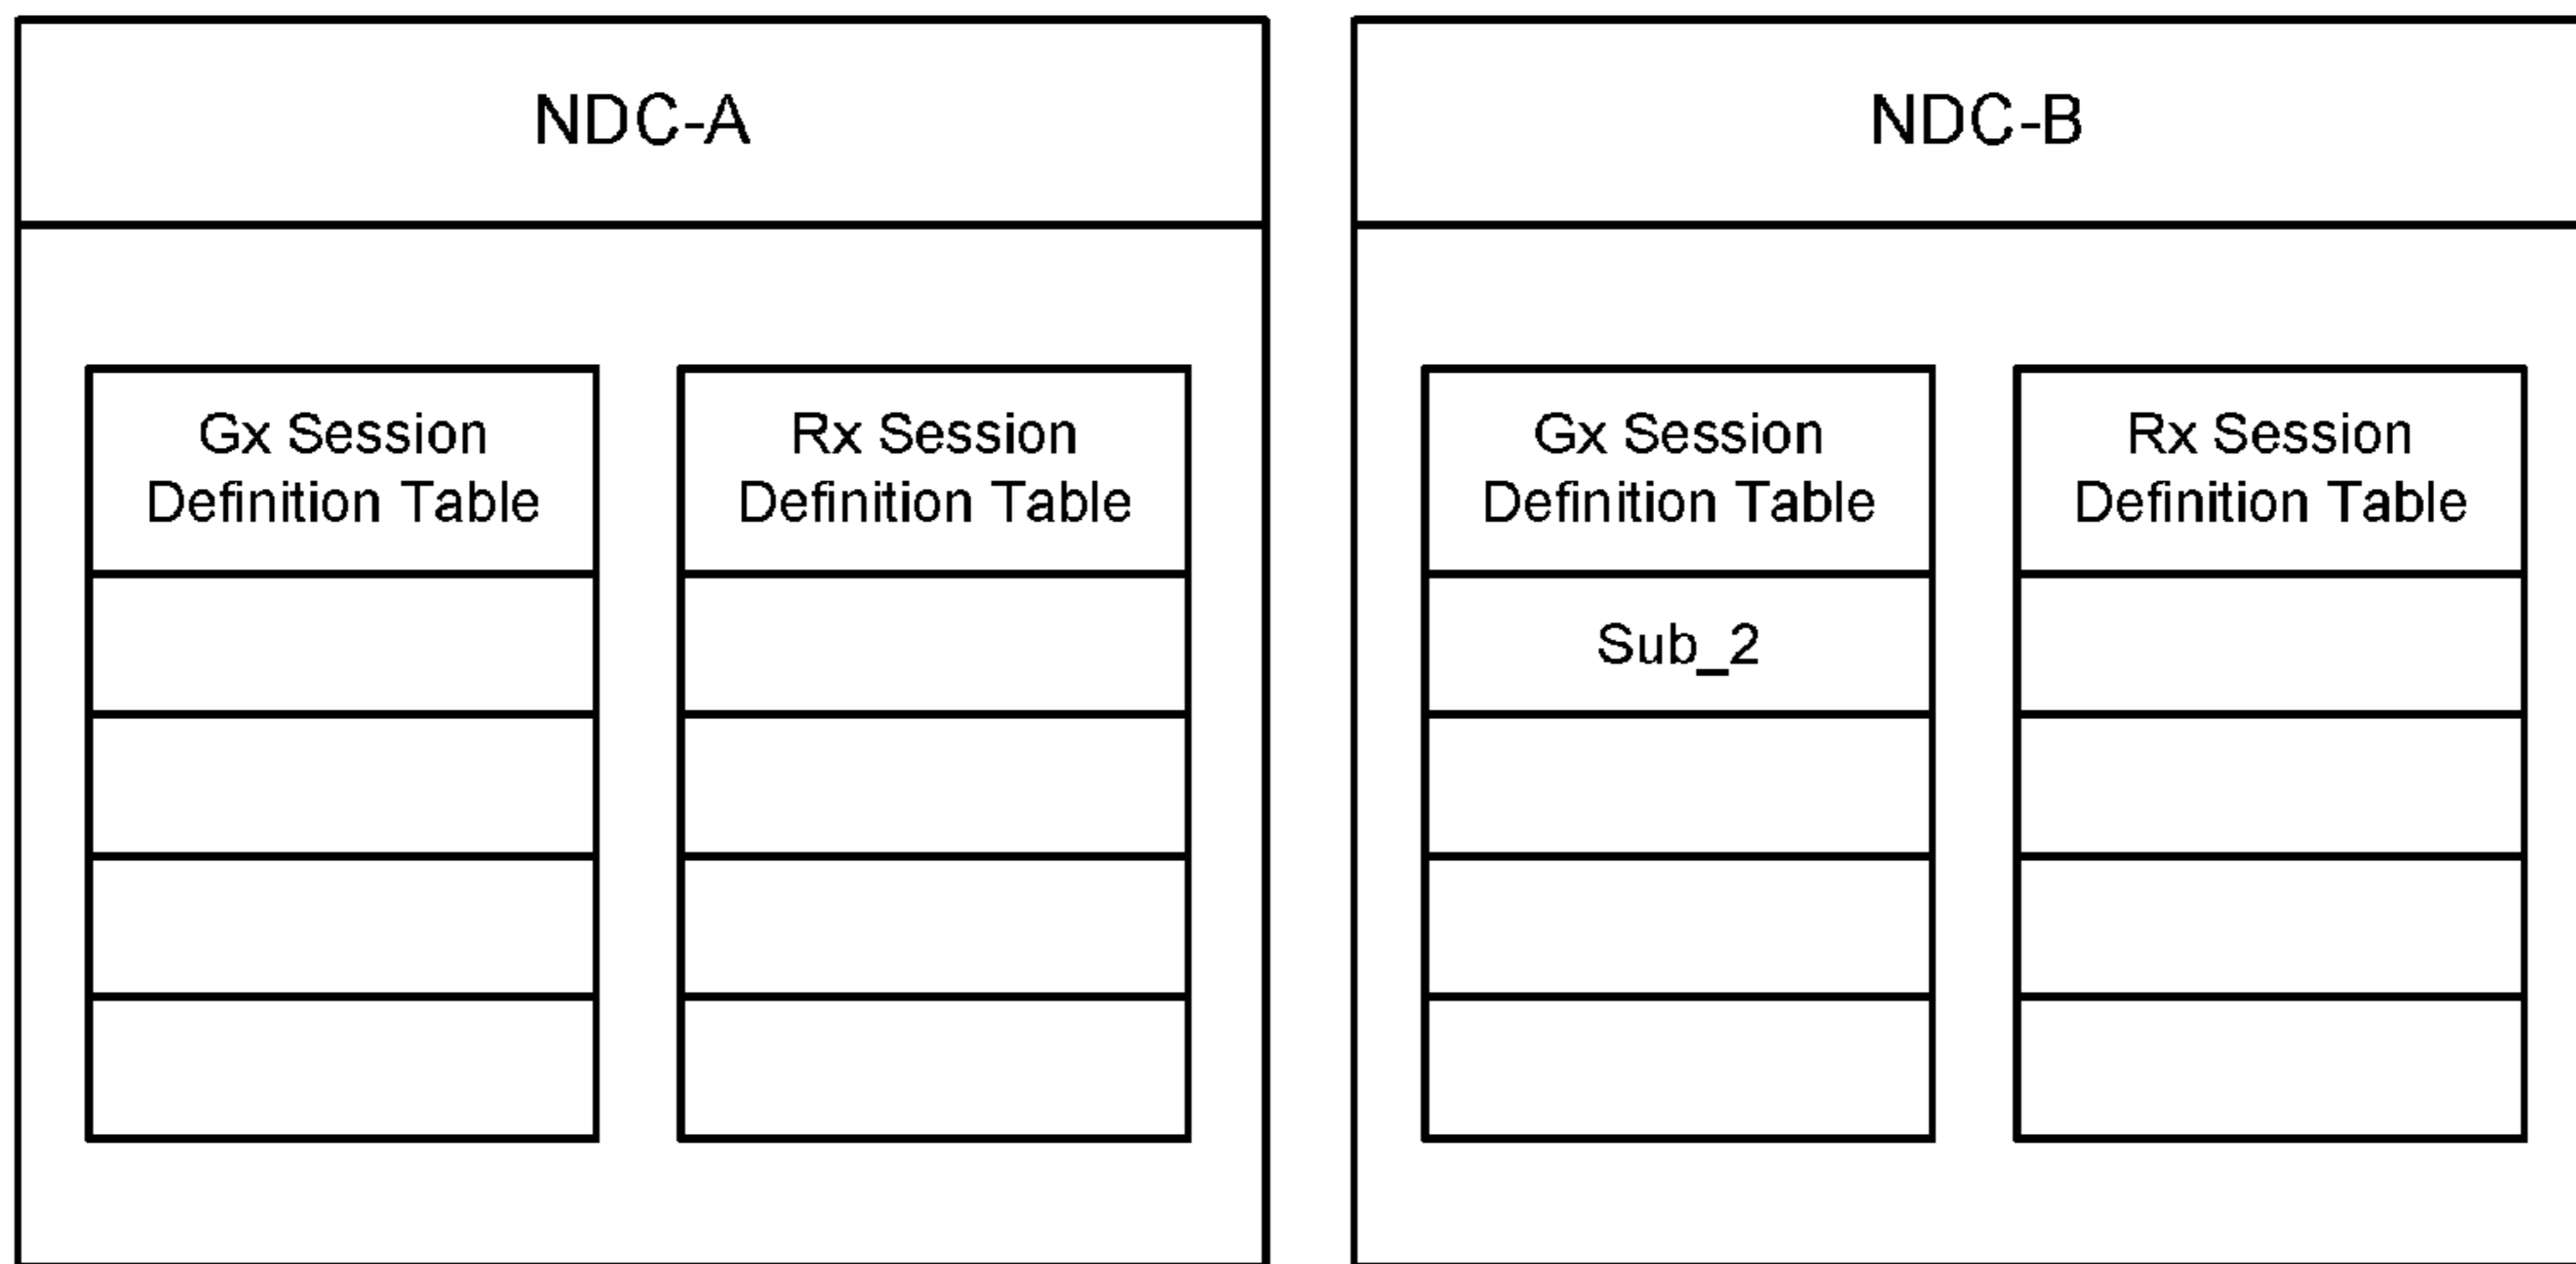 NDC-A
Gx Session
Definition Table
Rx Session
Definition Table
NDC-B
Gx Session
Definition Table
Sub_2
Rx Session
Definition Table